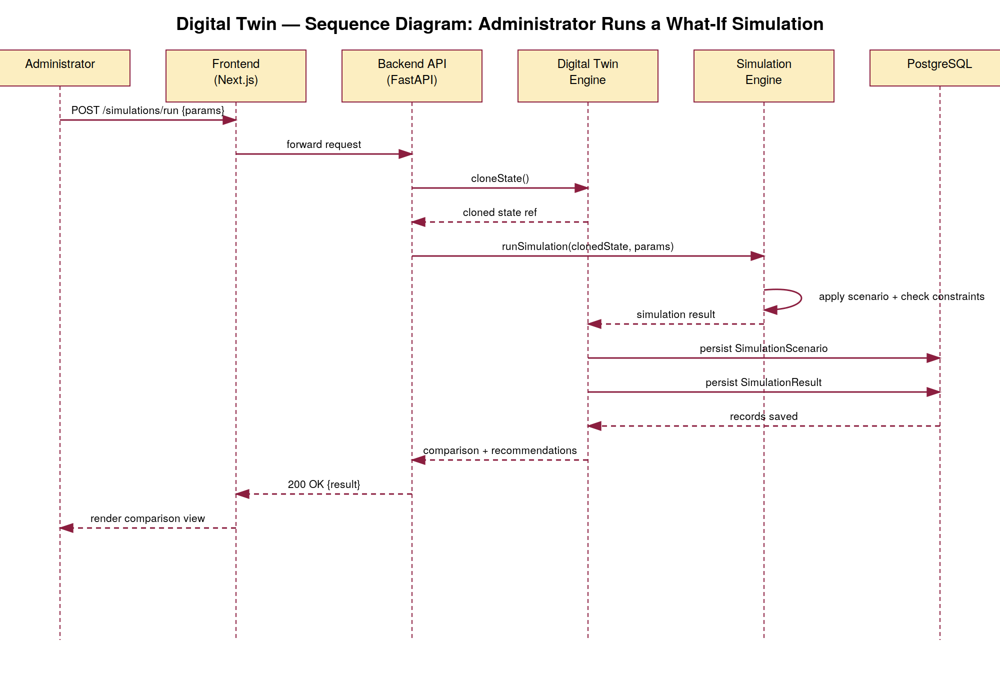 Digital Twin — Sequence Diagram: Administrator Runs a What-If Simulation
Administrator
Frontend
(Next.js)
Backend API
(FastAPI)
Digital Twin
Engine
Simulation
Engine
PostgreSQL
POST /simulations/run {params}
forward request
cloneState()
cloned state ref
runSimulation(clonedState, params)
apply scenario + check constraints
simulation result
persist SimulationScenario
persist SimulationResult
records saved
comparison + recommendations
200 OK {result}
render comparison view